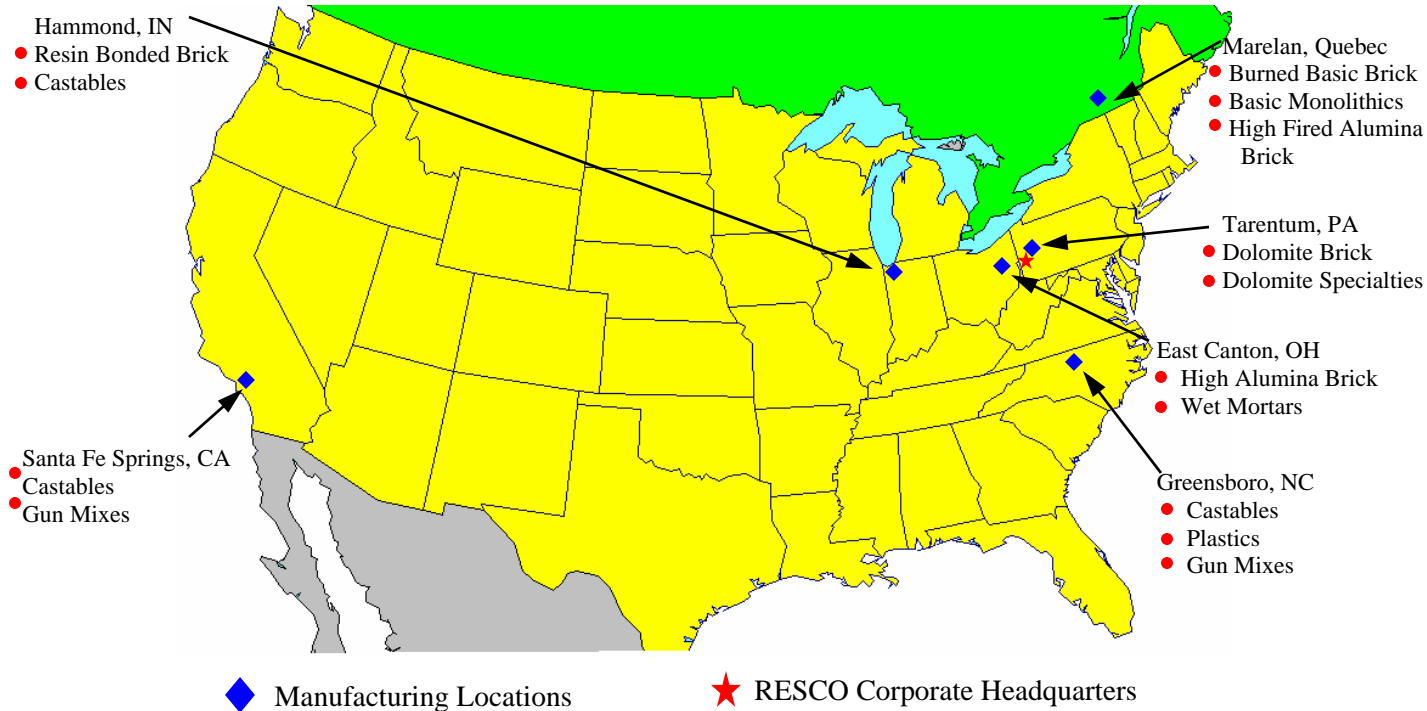 Hammond, IN
Resin Bonded Brick
Castables
Marelan, Quebec
Burned Basic Brick
Basic Monolithics
High Fired Alumina
Brick
Tarentum, PA
Dolomite Brick
Dolomite Specialties
East Canton, OH
High Alumina Brick
Wet Mortars
Santa Fe Springs, CA
Castables
Gun Mixes
Greensboro, NC
Castables
Plastics
Gun Mixes
Manufacturing Locations
RESCO Corporate Headquarters